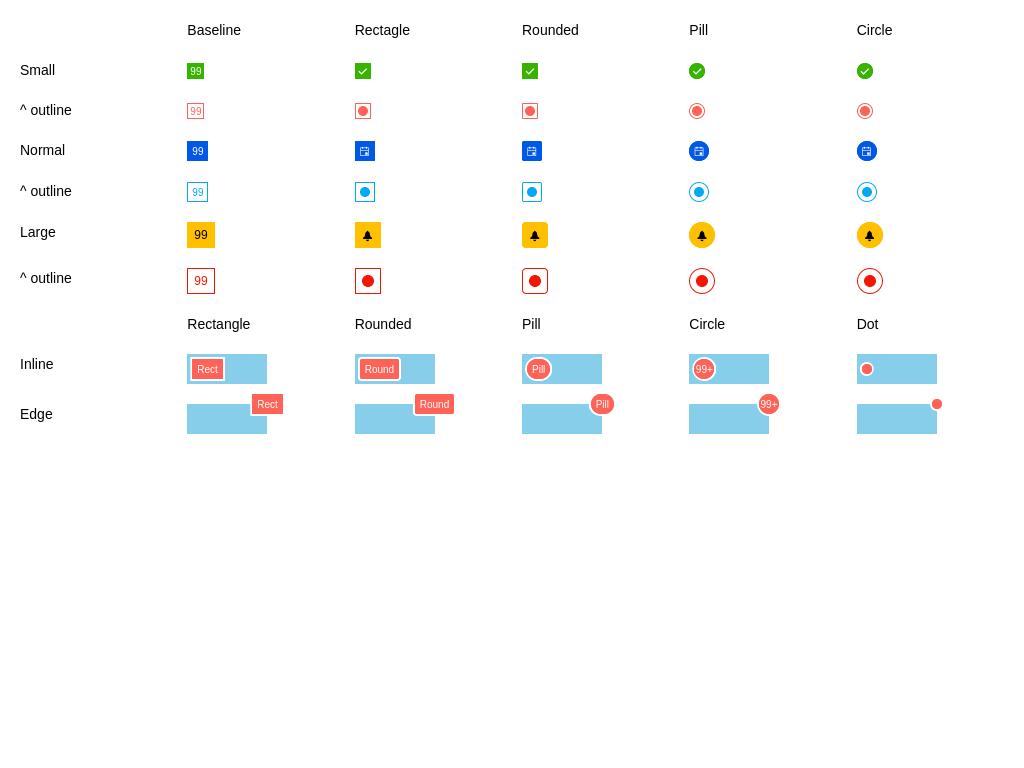 Baseline Rectagle Rounded Pill Circle
Small 99
^ outline 99
Normal 99
^ outline 99
Large 99
^ outline 99
Rectangle Rounded Pill Circle Dot
Inline Rect Round Pill 99+
Edge Rect Round Pill 99+